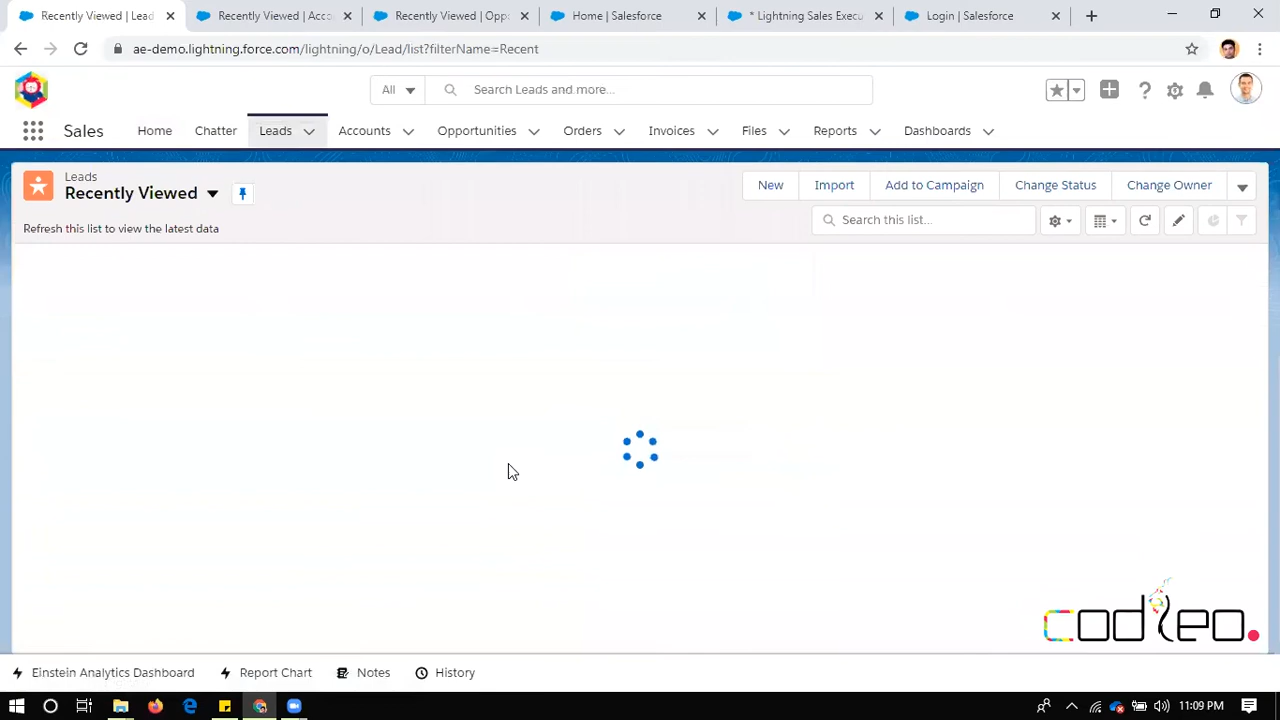 Recently Viewed | Lead
Recently Viewed | Acco
Recently Viewed | Oppo
Home | Salesforce
* Lightning Sales Execu
Login | Salesforce
ae-demo.lightning.force.com/lightning/o/Lead/list?filterName=Recent
All
Search Leads and more...
Sales
Home
Chatter
Leads
Accounts
Opportunities
Orders
Invoices
Files
Reports
Dashboards
Leads
Recently Viewed
New
Import
Add to Campaign
Change Status
Change Owner
Refresh this list to view the latest data
Search this list...
codleo.
Einstein Analytics Dashboard
Report Chart
Notes
History
11:09 PM